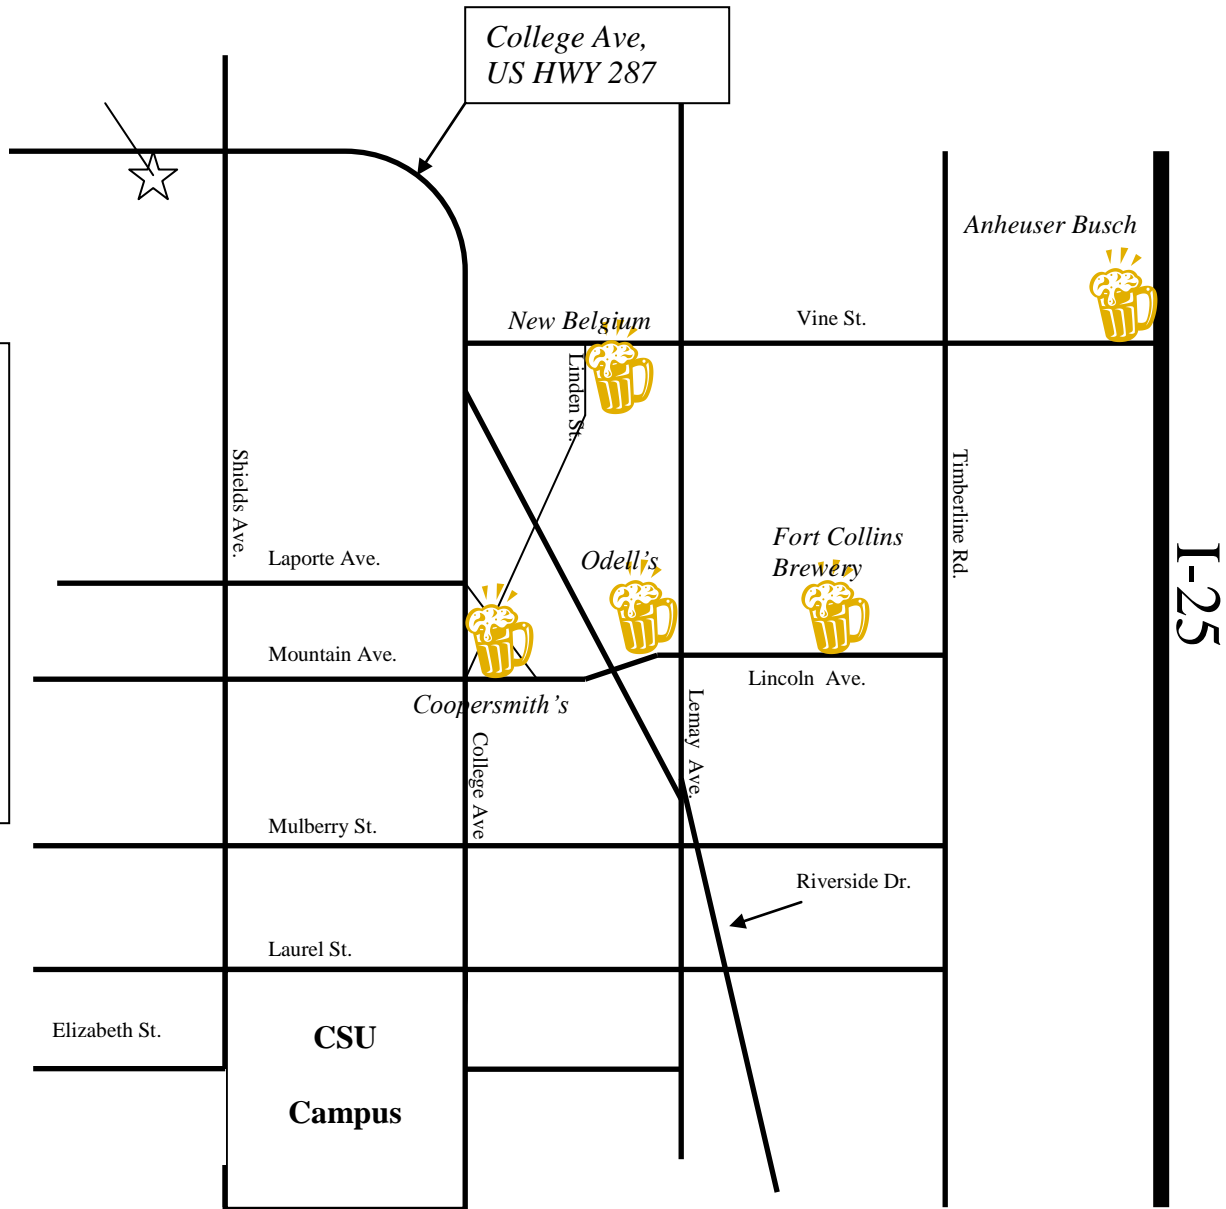 College Ave,
US HWY 287
Anheuser Busch
New Belgium
Vine St.
Linden St.
Shields Ave.
Timberline Rd.
Fort Collins
Brewery
Odell’s
Laporte Ave.
I-25
Mountain Ave.
Lincoln  Ave.
Coopersmith’s
Lemay  Ave.
College Ave
Mulberry St.
Riverside Dr.
Laurel St.
Elizabeth St.
CSU
Campus